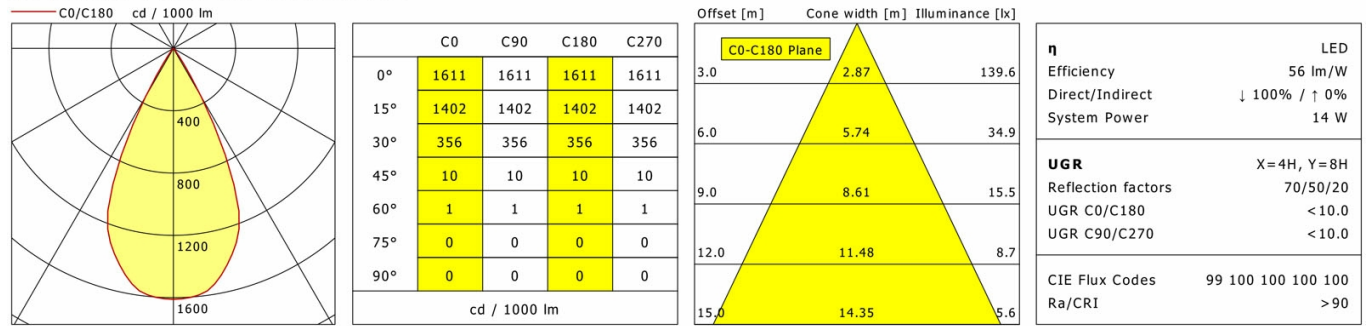 C0/C180 cd / 1000 lm
400
800
1200
1600
C0 C90 C180 C270
0° 1611 1611 1611 1611
15° 1402 1402 1402 1402
30° 356 356 356 356
45° 10 10 10 10
60° 1 1 1 1
75° 0 0 0 0
90° 0 0 0 0
cd / 1000 lm
Offset [m] Cone width [m] Illuminance [lx]
C0-C180 Plane
3.0 2.87 139.6
6.0 5.74 34.9
9.0 8.61 15.5
12.0 11.48 8.7
15.0 14.35 5.6
η LED
Efficiency 56 lm/W
Direct/Indirect ↓ 100% / ↑ 0%
System Power 14 W
UGR X=4H, Y=8H
Reflection factors 70/50/20
UGR C0/C180 <10.0
UGR C90/C270 <10.0
CIE Flux Codes 99 100 100 100 100
Ra/CRI >90